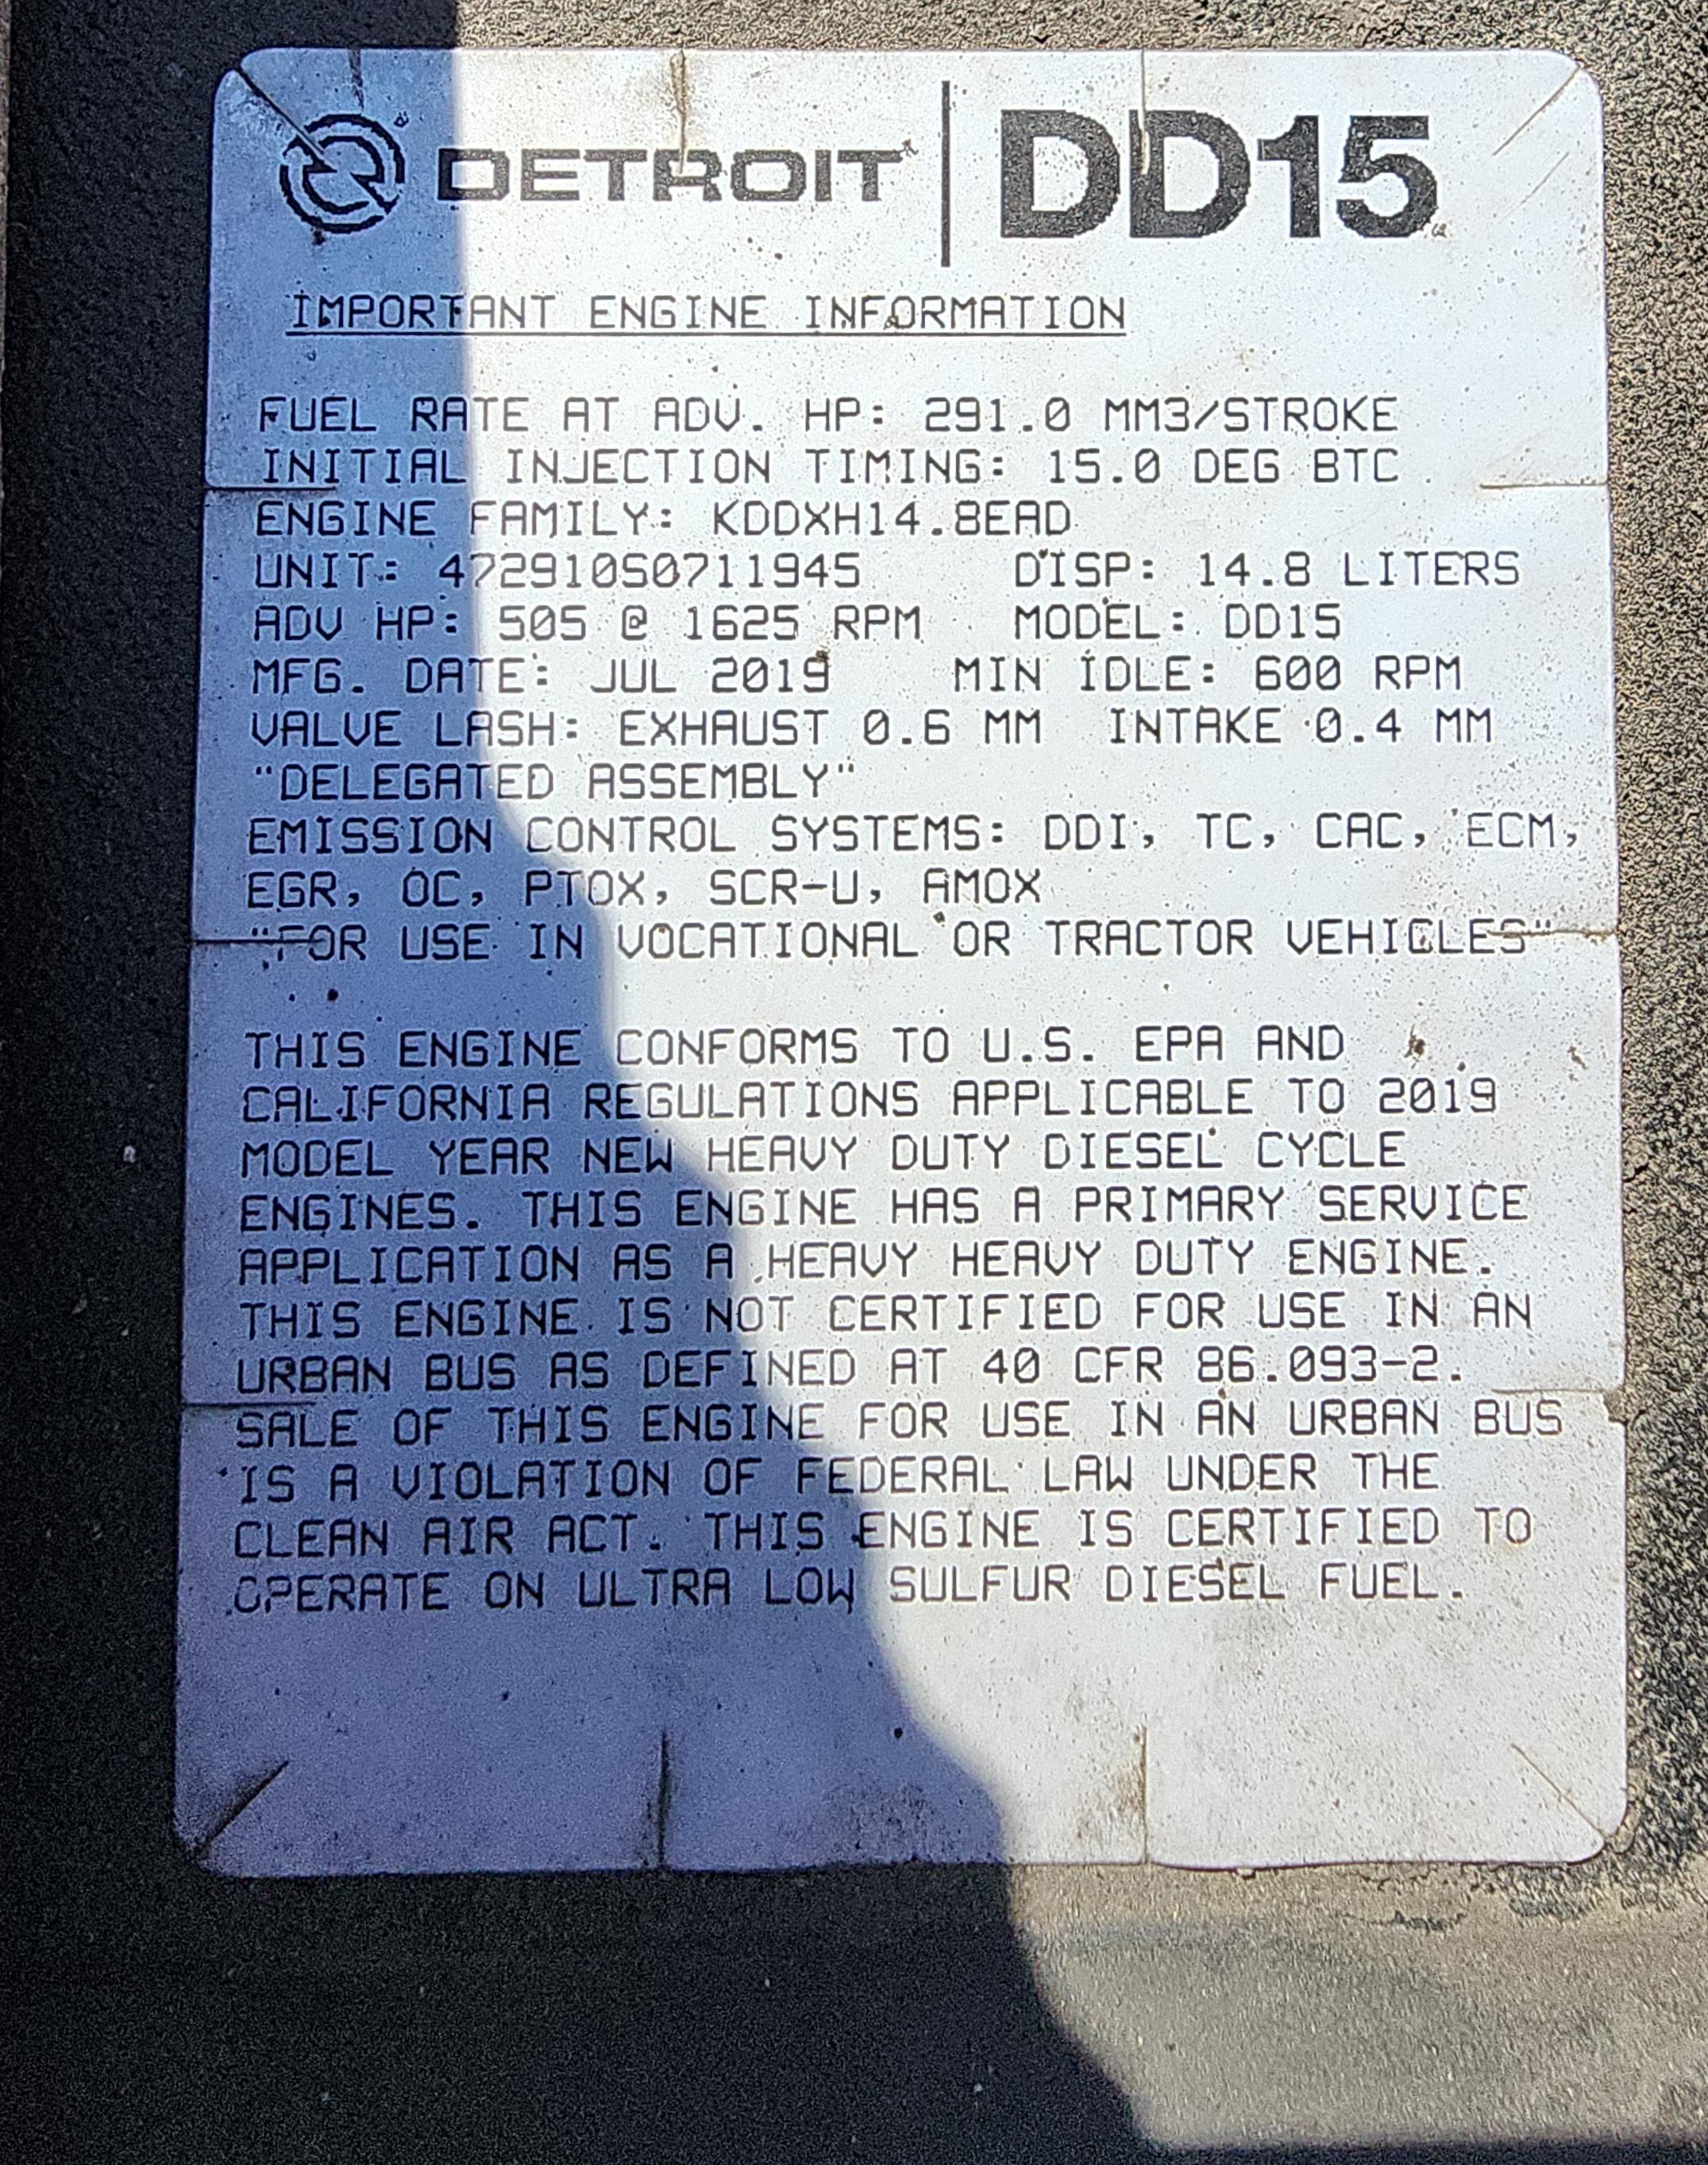 DETROIT | DD15
IMPORTANT ENGINE INFORMATION
FUEL RATE AT ADV. HP: 291.0 MM3/STROKE
INITIAL INJECTION TIMING: 15.0 DEG BTC
ENGINE FAMILY: KDDXH14.8EAD
UNIT: 472910S0711945 DISP: 14.8 LITERS
ADV HP: 505 @ 1625 RPM MODEL: DD15
MFG. DATE: JUL 2019 MIN IDLE: 600 RPM
VALVE LASH: EXHAUST 0.6 MM INTAKE 0.4 MM
"DELEGATED ASSEMBLY"
EMISSION CONTROL SYSTEMS: DDI, TC, CAC, ECM,
EGR, OC, PTOX, SCR-U, AMOX
"FOR USE IN VOCATIONAL OR TRACTOR VEHICLES"
THIS ENGINE CONFORMS TO U.S. EPA AND
CALIFORNIA REGULATIONS APPLICABLE TO 2019
MODEL YEAR NEW HEAVY DUTY DIESEL CYCLE
ENGINES. THIS ENGINE HAS A PRIMARY SERVICE
APPLICATION AS A HEAVY HEAVY DUTY ENGINE.
THIS ENGINE IS NOT CERTIFIED FOR USE IN AN
URBAN BUS AS DEFINED AT 40 CFR 86.093-2.
SALE OF THIS ENGINE FOR USE IN AN URBAN BUS
IS A VIOLATION OF FEDERAL LAW UNDER THE
CLEAN AIR ACT. THIS ENGINE IS CERTIFIED TO
OPERATE ON ULTRA LOW SULFUR DIESEL FUEL.